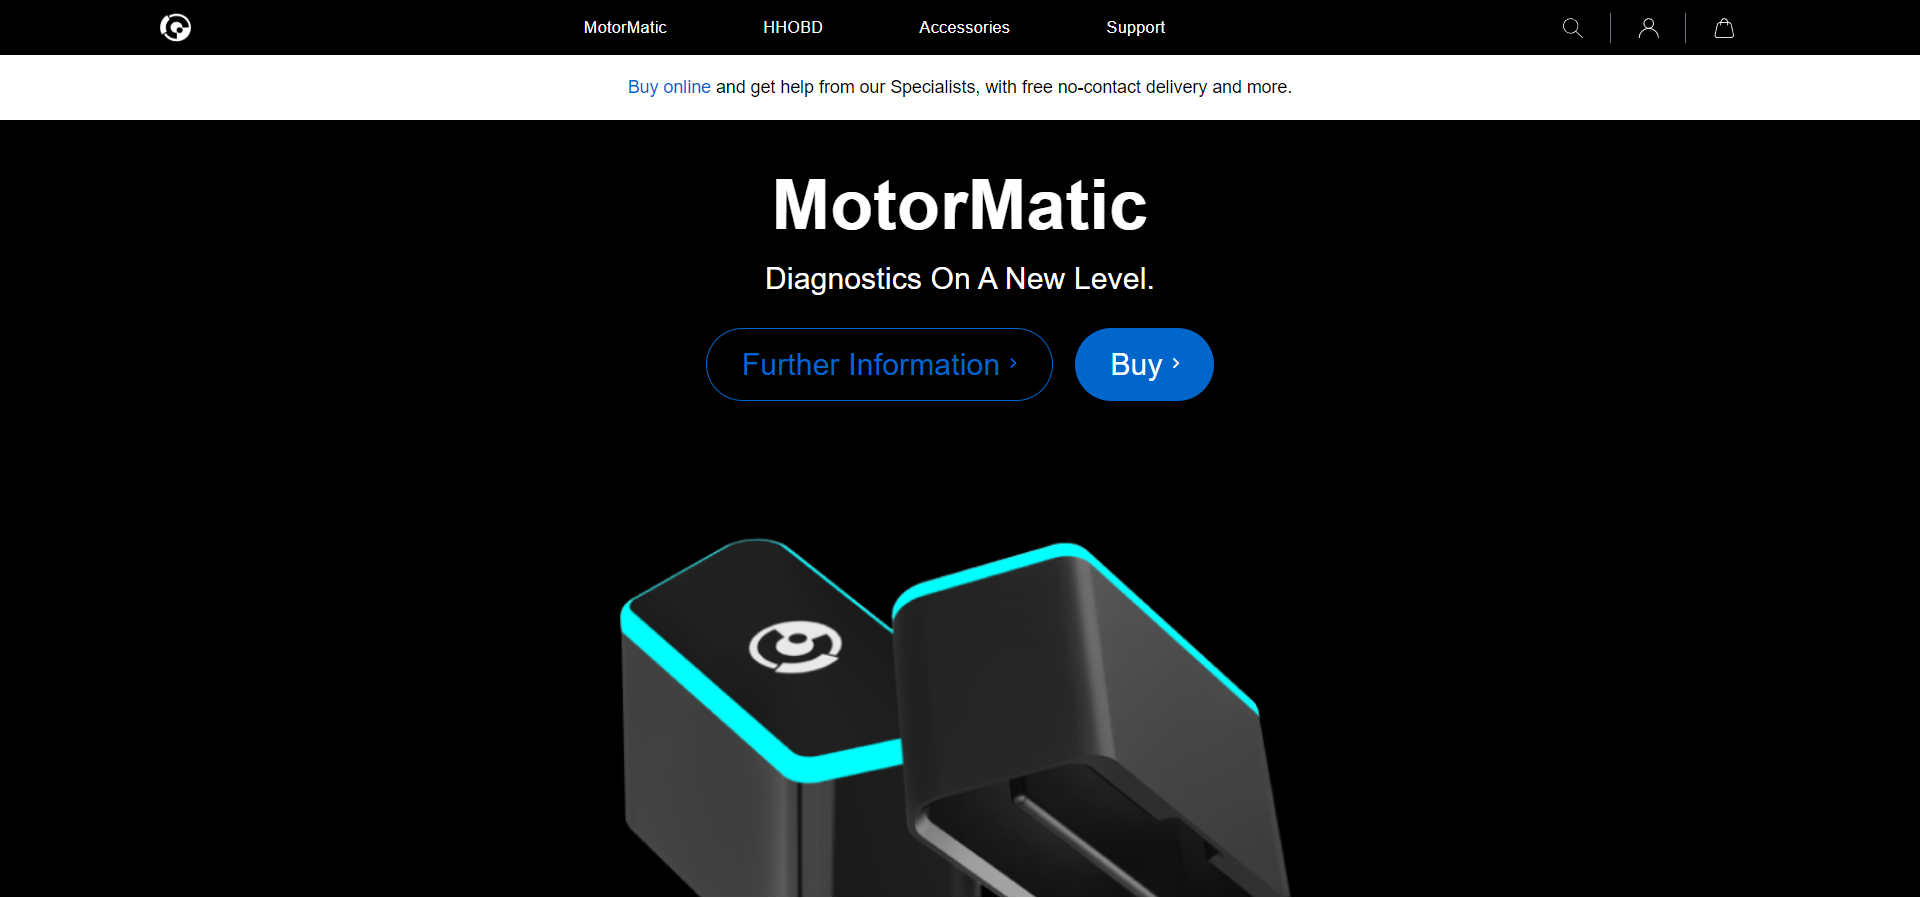 MotorMatic HHOBD Accessories Support
Buy online and get help from our Specialists, with free no-contact delivery and more.
MotorMatic
Diagnostics On A New Level.
Further Information › Buy ›